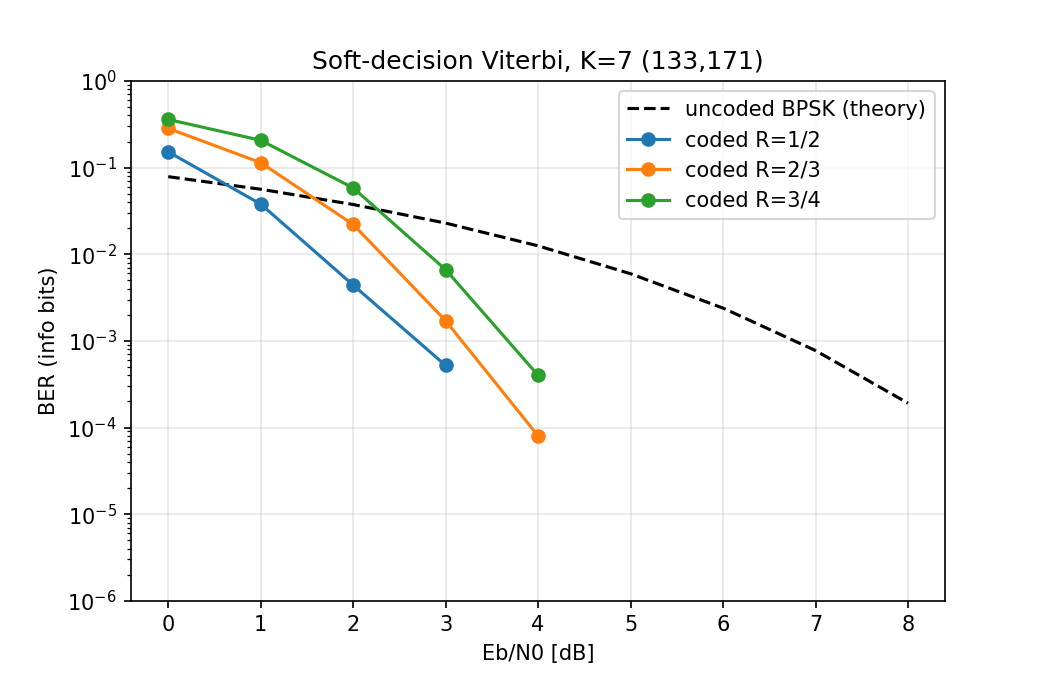 Soft-decision Viterbi, K=7 (133,171)
uncoded BPSK (theory)
coded R=1/2
coded R=2/3
coded R=3/4
BER (info bits)
10⁰
10⁻¹
10⁻²
10⁻³
10⁻⁴
10⁻⁵
10⁻⁶
0 1 2 3 4 5 6 7 8
Eb/N0 [dB]